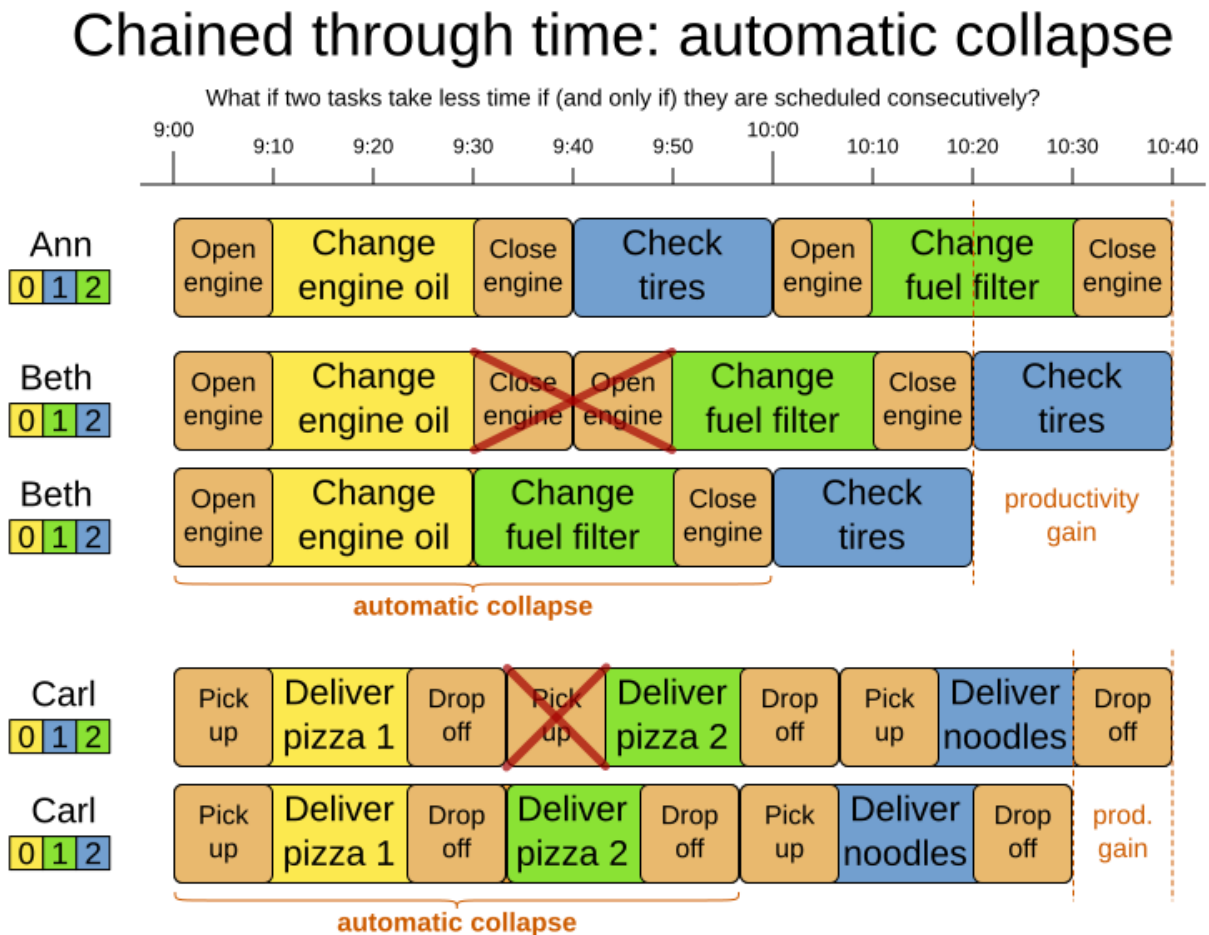 Chained through time: automatic collapse
What if two tasks take less time if (and only if) they are scheduled consecutively?
9:00 9:10 9:20 9:30 9:40 9:50 10:00 10:10 10:20 10:30 10:40
Ann
0 1 2
Open
engine
Change
engine oil
Close
engine
Check
tires
Open
engine
Change
fuel filter
Close
engine
Beth
0 1 2
Open
engine
Change
engine oil
Close
engine
Open
engine
Change
fuel filter
Close
engine
Check
tires
Beth
0 1 2
Open
engine
Change
engine oil
Change
fuel filter
Close
engine
Check
tires
productivity
gain
automatic collapse
Carl
0 1 2
Pick
up
Deliver
pizza 1
Drop
off
Pick
up
Deliver
pizza 2
Drop
off
Pick
up
Deliver
noodles
Drop
off
Carl
0 1 2
Pick
up
Deliver
pizza 1
Drop
off
Deliver
pizza 2
Drop
off
Pick
up
Deliver
noodles
Drop
off
prod.
gain
automatic collapse